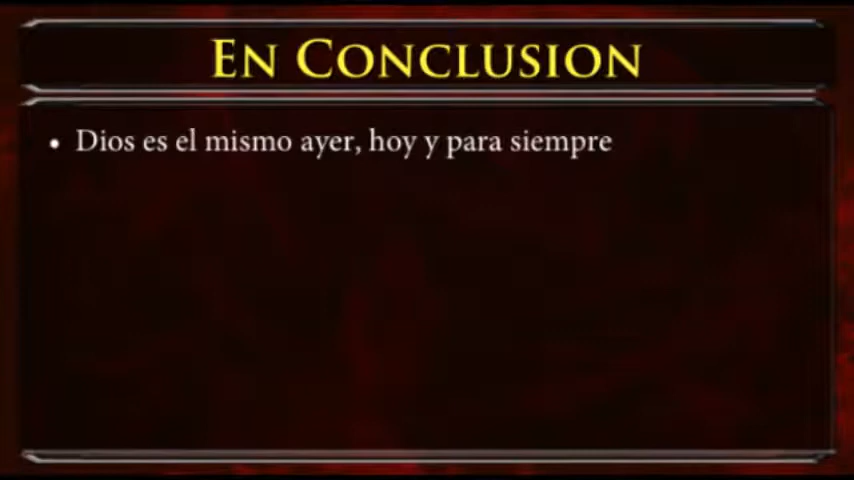 En Conclusion
• Dios es el mismo ayer, hoy y para siempre